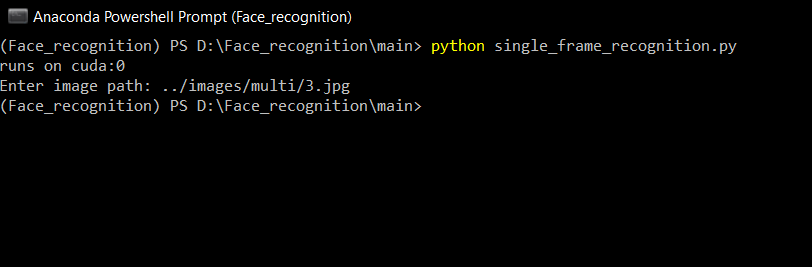 Anaconda Powershell Prompt (Face_recognition)
(Face_recognition) PS D:\Face_recognition\main> python single_frame_recognition.py
runs on cuda:0
Enter image path: ../images/multi/3.jpg
(Face_recognition) PS D:\Face_recognition\main>